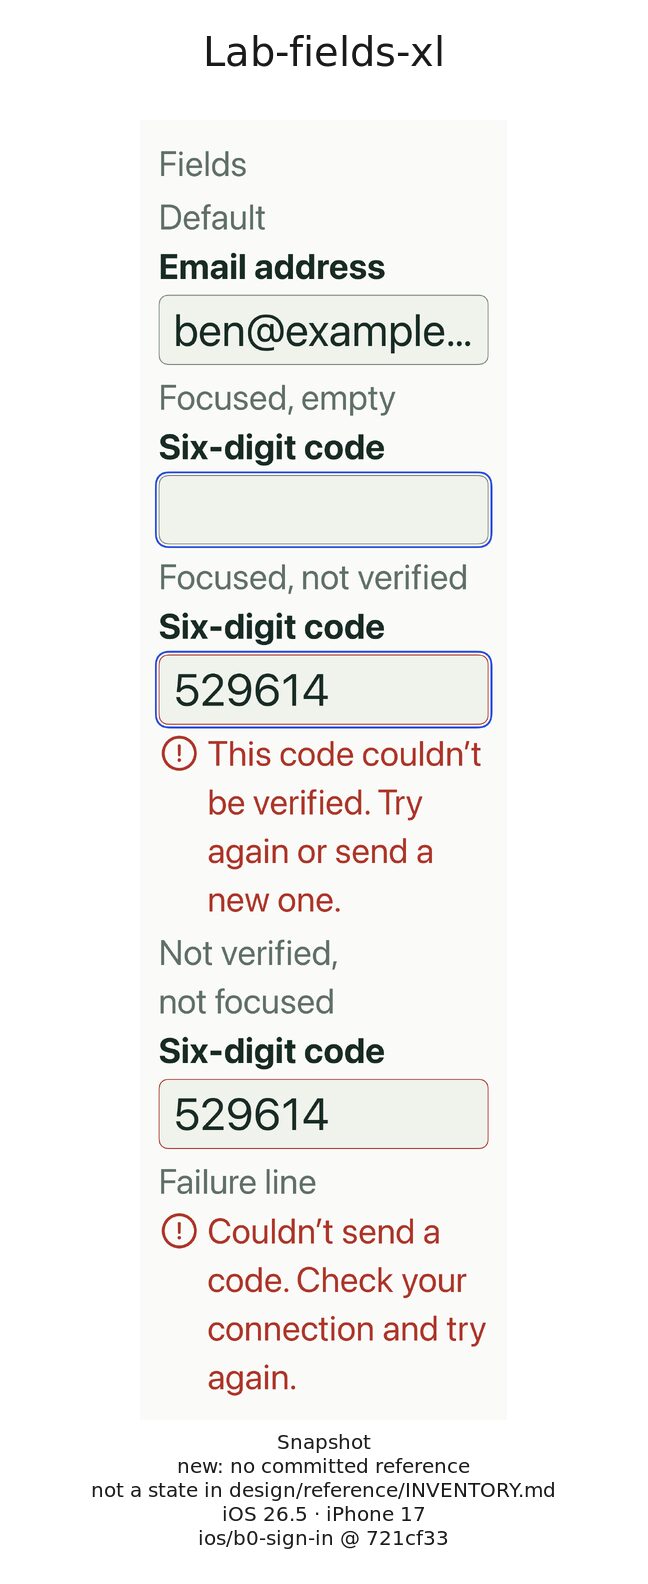 Lab-fields-xl
Fields
Default
Email address
ben@example…
Focused, empty
Six-digit code
Focused, not verified
Six-digit code
529614
This code couldn’t
be verified. Try
again or send a
new one.
Not verified,
not focused
Six-digit code
529614
Failure line
Couldn’t send a
code. Check your
connection and try
again.
Snapshot
new: no committed reference
not a state in design/reference/INVENTORY.md
iOS 26.5 · iPhone 17
ios/b0-sign-in @ 721cf33